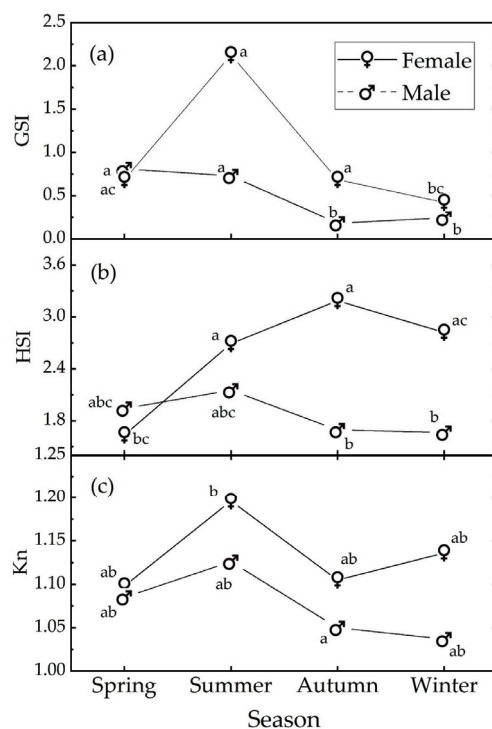 (a)
Female
Male
GSI
2.5
2.0
1.5
1.0
0.5
0.0
a
ac
a
a
a
b
bc
b
(b)
HSI
3.6
3.0
2.4
1.8
1.25
abc
bc
a
abc
a
b
ac
b
(c)
Kn
1.20
1.15
1.10
1.05
1.00
ab
ab
b
ab
ab
a
ab
ab
Spring Summer Autumn Winter
Season